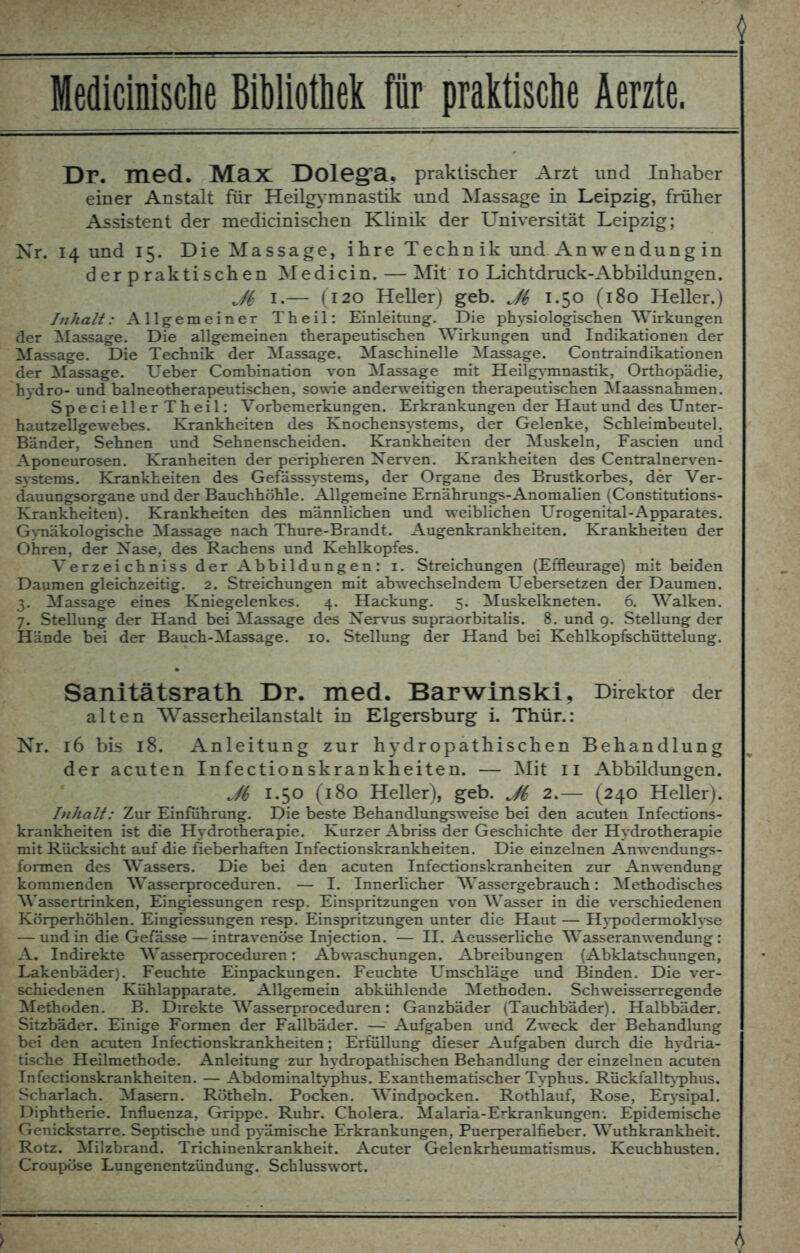 Medicinische Bibliothek für praktische Aerzte.
Dr. med. Max Dolega, praktischer Arzt und Inhaber
einer Anstalt für Heilgymnastik und Massage in Leipzig, früher
Assistent der medicinischen Klinik der Universität Leipzig;
Nr. 14 und 15. Die Massage, ihre Technik und Anwendung in
der praktischen Medicin. — Mit 10 Lichtdruck-Abbildungen.
ℳ 1.— (120 Heller) geb. ℳ 1.50 (180 Heller.)
Inhalt: Allgemeiner Theil: Einleitung. Die physiologischen Wirkungen
der Massage. Die allgemeinen therapeutischen Wirkungen und Indikationen der
Massage. Die Technik der Massage. Maschinelle Massage. Contraindikationen
der Massage. Ueber Combination von Massage mit Heilgymnastik, Orthopädie,
hydro- und balneotherapeutischen, sowie anderweitigen therapeutischen Maassnahmen.
Specieller Theil: Vorbemerkungen. Erkrankungen der Haut und des Unter-
hautzellgewebes. Krankheiten des Knochensystems, der Gelenke, Schleimbeutel,
Bänder, Sehnen und Sehnenscheiden. Krankheiten der Muskeln, Fascien und
Aponeurosen. Kranheiten der peripheren Nerven. Krankheiten des Centralnerven-
systems. Krankheiten des Gefässsystems, der Organe des Brustkorbes, der Ver-
dauungsorgane und der Bauchhöhle. Allgemeine Ernährungs-Anomalien (Constitutions-
Krankheiten). Krankheiten des männlichen und weiblichen Urogenital-Apparates.
Gynäkologische Massage nach Thure-Brandt. Augenkrankheiten. Krankheiten der
Ohren, der Nase, des Rachens und Kehlkopfes.
Verzeichniss der Abbildungen: 1. Streichungen (Effleurage) mit beiden
Daumen gleichzeitig. 2. Streichungen mit abwechselndem Uebersetzen der Daumen.
3. Massage eines Kniegelenkes. 4. Hackung. 5. Muskelkneten. 6. Walken.
7. Stellung der Hand bei Massage des Nervus supraorbitalis. 8. und 9. Stellung der
Hände bei der Bauch-Massage. 10. Stellung der Hand bei Kehlkopfschüttelung.
Sanitätsrath Dr. med. Barwinski, Direktor der
alten Wasserheilanstalt in Elgersburg i. Thür.:
Nr. 16 bis 18. Anleitung zur hydropathischen Behandlung
der acuten Infectionskrankheiten. — Mit 11 Abbildungen.
ℳ 1.50 (180 Heller), geb. ℳ 2.— (240 Heller).
Inhalt: Zur Einführung. Die beste Behandlungsweise bei den acuten Infections-
krankheiten ist die Hydrotherapie. Kurzer Abriss der Geschichte der Hydrotherapie
mit Rücksicht auf die fieberhaften Infectionskrankheiten. Die einzelnen Anwendungs-
formen des Wassers. Die bei den acuten Infectionskranheiten zur Anwendung
kommenden Wasserproceduren. — I. Innerlicher Wassergebrauch: Methodisches
Wassertrinken, Eingiessungen resp. Einspritzungen von Wasser in die verschiedenen
Körperhöhlen. Eingiessungen resp. Einspritzungen unter die Haut — Hypodermoklyse
— und in die Gefässe — intravenöse Injection. — II. Aeusserliche Wasseranwendung:
A. Indirekte Wasserproceduren: Abwaschungen. Abreibungen (Abklatschungen,
Lakenbäder). Feuchte Einpackungen. Feuchte Umschläge und Binden. Die ver-
schiedenen Kühlapparate. Allgemein abkühlende Methoden. Schweisserregende
Methoden. B. Direkte Wasserproceduren: Ganzbäder (Tauchbäder). Halbbäder.
Sitzbäder. Einige Formen der Fallbäder. — Aufgaben und Zweck der Behandlung
bei den acuten Infectionskrankheiten; Erfüllung dieser Aufgaben durch die hydria-
tische Heilmethode. Anleitung zur hydropathischen Behandlung der einzelnen acuten
Infectionskrankheiten. — Abdominaltyphus. Exanthematischer Typhus. Rückfalltyphus.
Scharlach. Masern. Rötheln. Pocken. Windpocken. Rothlauf, Rose, Erysipal.
Diphtherie. Influenza, Grippe. Ruhr. Cholera. Malaria-Erkrankungen. Epidemische
Genickstarre. Septische und pyämische Erkrankungen, Puerperalfieber. Wuthkrankheit.
Rotz. Milzbrand. Trichinenkrankheit. Acuter Gelenkrheumatismus. Keuchhusten.
Croupöse Lungenentzündung. Schlusswort.